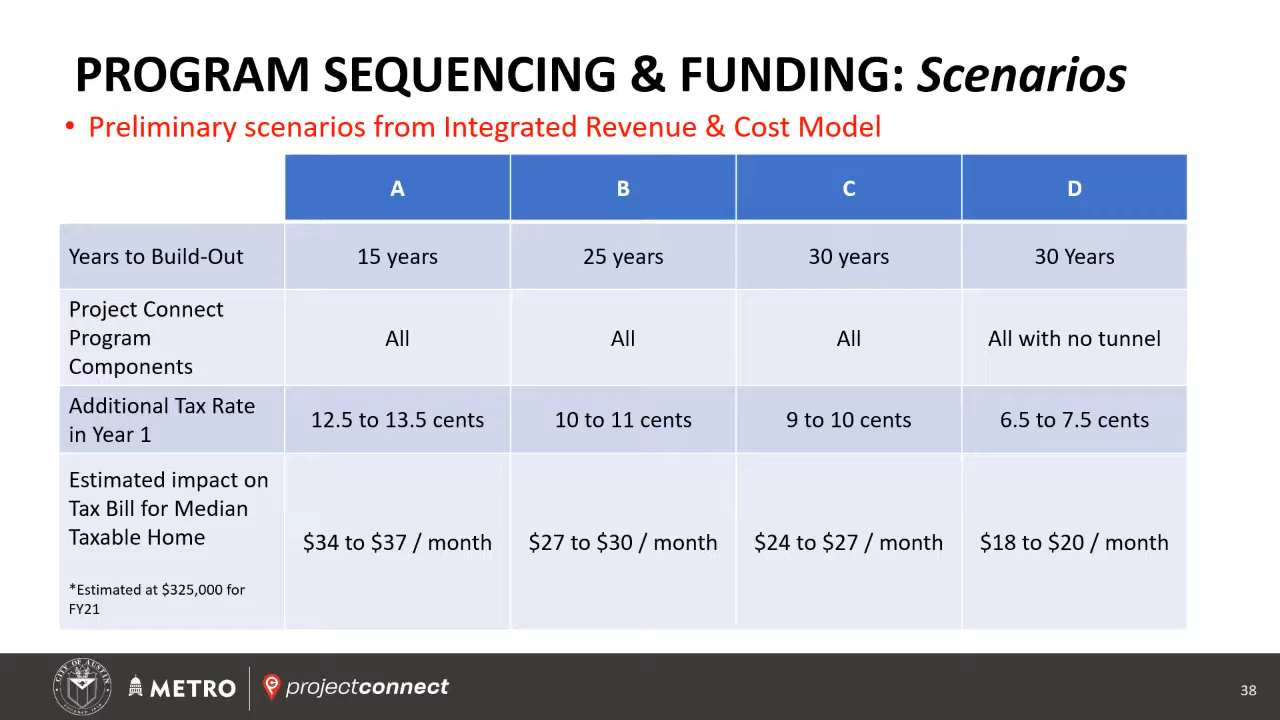 PROGRAM SEQUENCING & FUNDING: Scenarios
• Preliminary scenarios from Integrated Revenue & Cost Model
A B C D
Years to Build-Out 15 years 25 years 30 years 30 Years
Project Connect
Program
Components
All All All All with no tunnel
Additional Tax Rate
in Year 1
12.5 to 13.5 cents 10 to 11 cents 9 to 10 cents 6.5 to 7.5 cents
Estimated impact on
Tax Bill for Median
Taxable Home
*Estimated at $325,000 for
FY21
$34 to $37 / month $27 to $30 / month $24 to $27 / month $18 to $20 / month
CITY OF AUSTIN
METRO
projectconnect
38